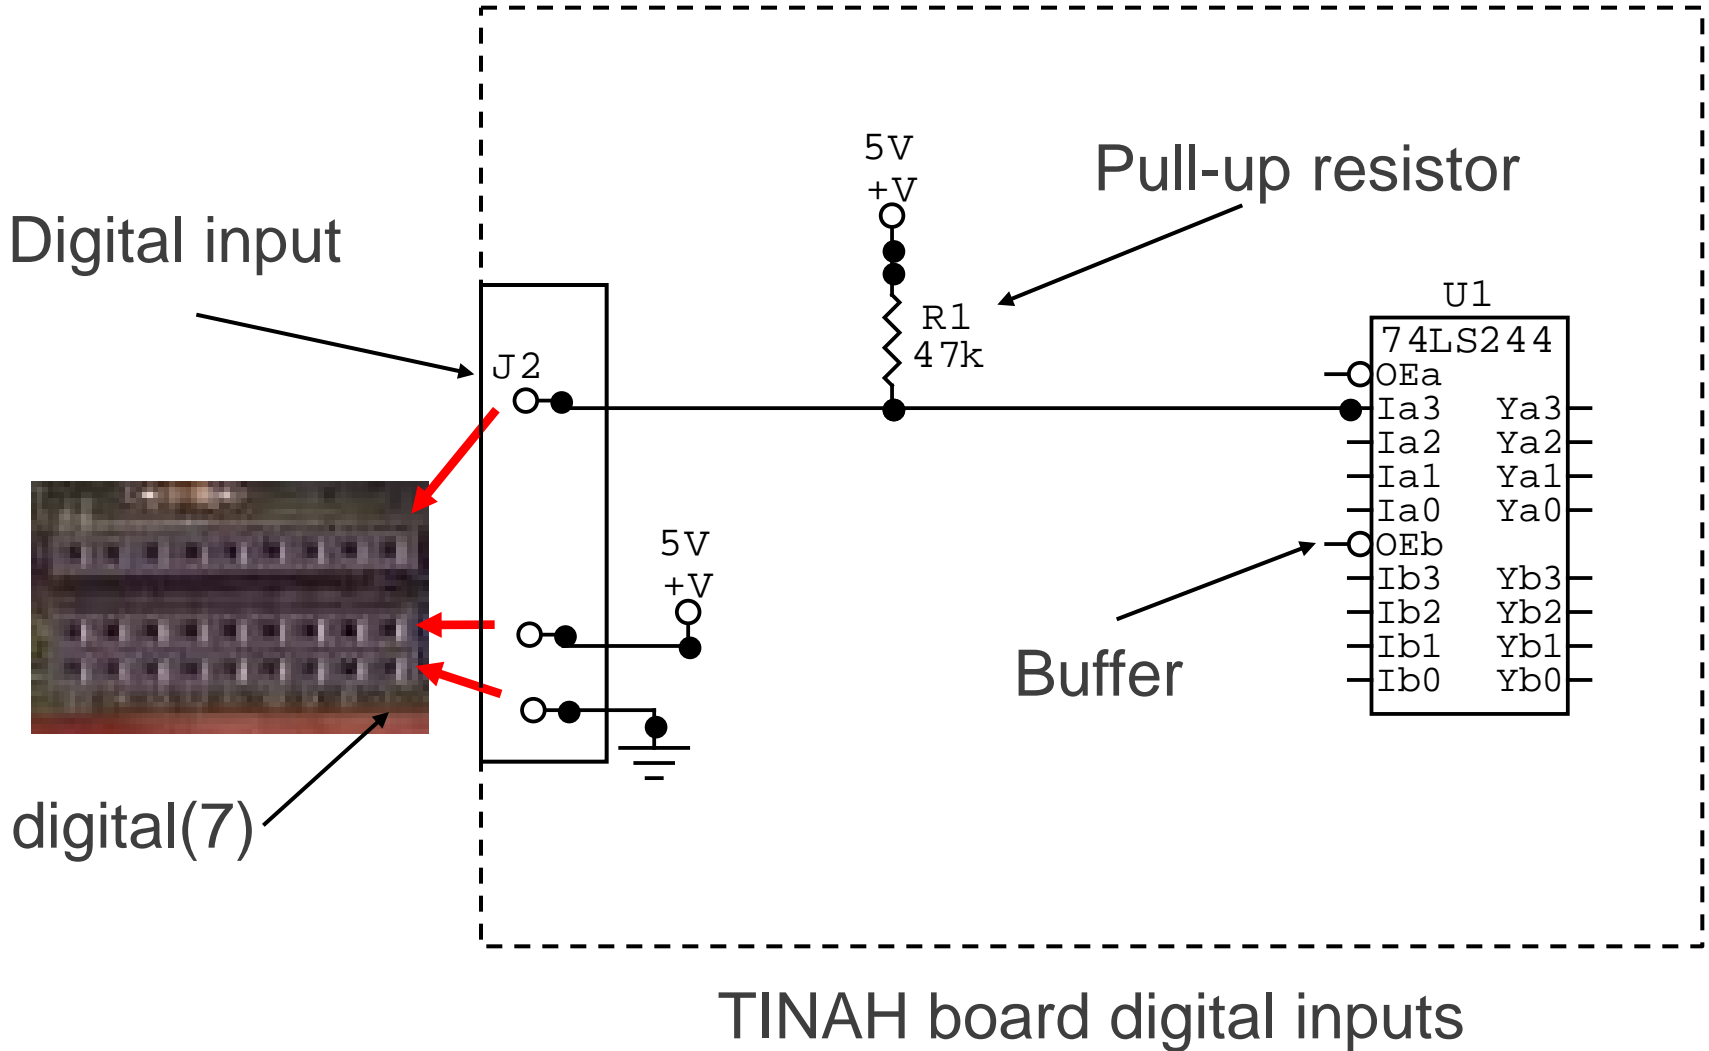 5V
+V
Pull-up resistor
Digital input
R1
47k
J2
U1
74LS244
OEa
Ia3 Ya3
Ia2 Ya2
Ia1 Ya1
Ia0 Ya0
OEb
Ib3 Yb3
Ib2 Yb2
Ib1 Yb1
Ib0 Yb0
5V
+V
Buffer
digital(7)
TINAH board digital inputs